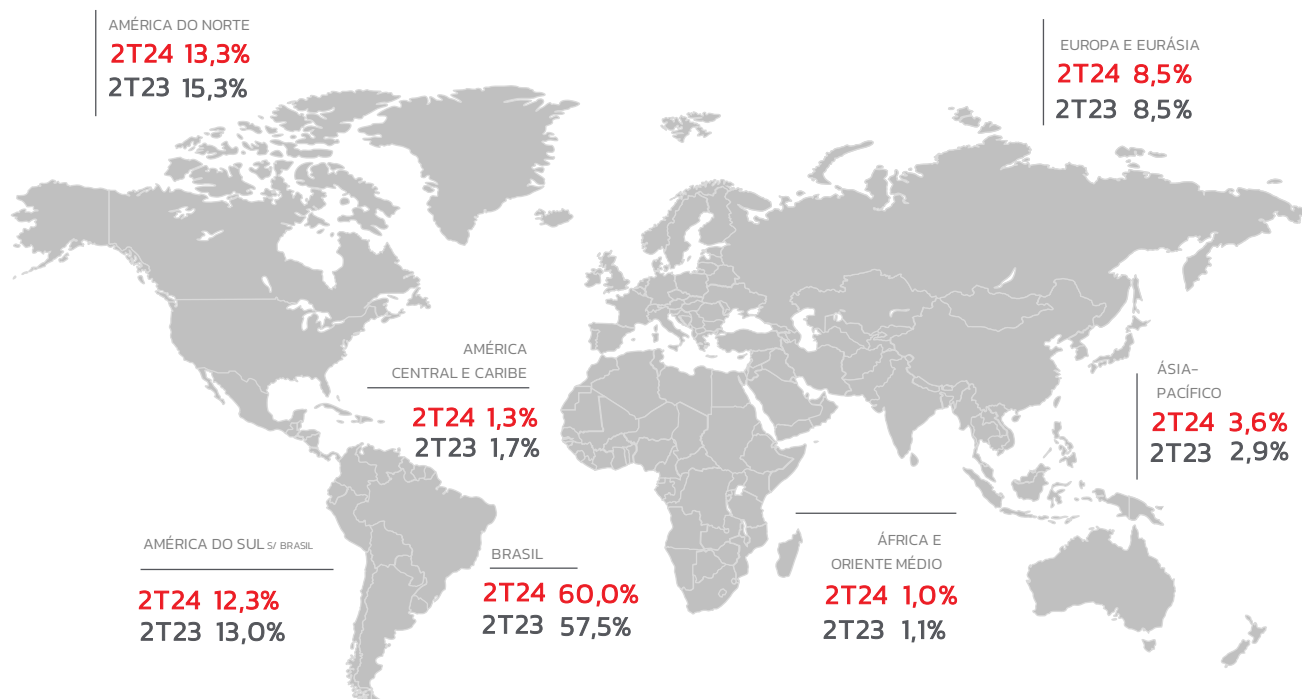 AMÉRICA DO NORTE
2T24 13,3%
2T23 15,3%
EUROPA E EURÁSIA
2T24 8,5%
2T23 8,5%
AMÉRICA
CENTRAL E CARIBE
2T24 1,3%
2T23 1,7%
ÁSIA-
PACÍFICO
2T24 3,6%
2T23 2,9%
AMÉRICA DO SUL S/ BRASIL
2T24 12,3%
2T23 13,0%
BRASIL
2T24 60,0%
2T23 57,5%
ÁFRICA E
ORIENTE MÉDIO
2T24 1,0%
2T23 1,1%